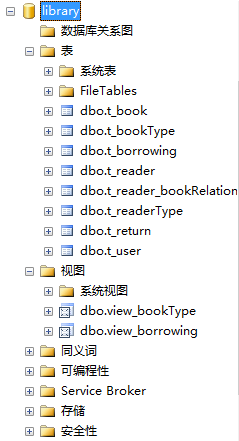 library
数据库关系图
表
系统表
FileTables
dbo.t_book
dbo.t_bookType
dbo.t_borrowing
dbo.t_reader
dbo.t_reader_bookRelation
dbo.t_readerType
dbo.t_return
dbo.t_user
视图
系统视图
dbo.view_bookType
dbo.view_borrowing
同义词
可编程性
Service Broker
存储
安全性